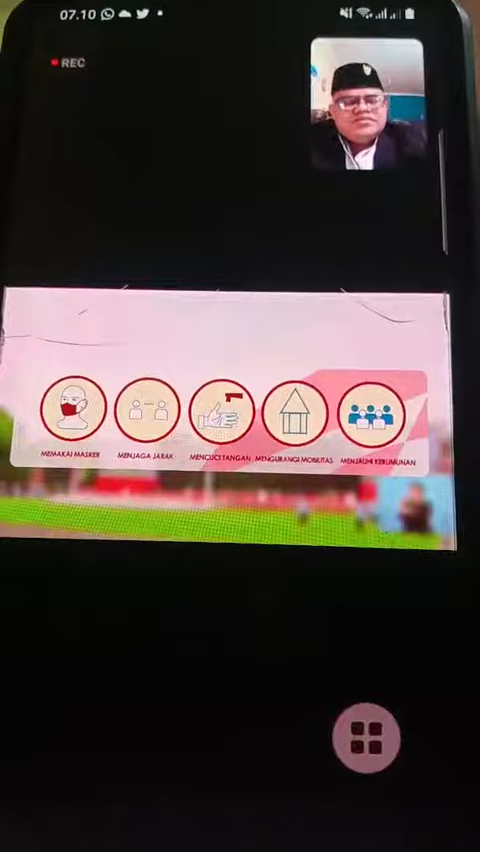 07.10
REC
MEMAKAI MASKER
MENJAGA JARAK
MENCUCI TANGAN
MENGURANGI MOBILITAS
MENJAUHI KERUMUNAN